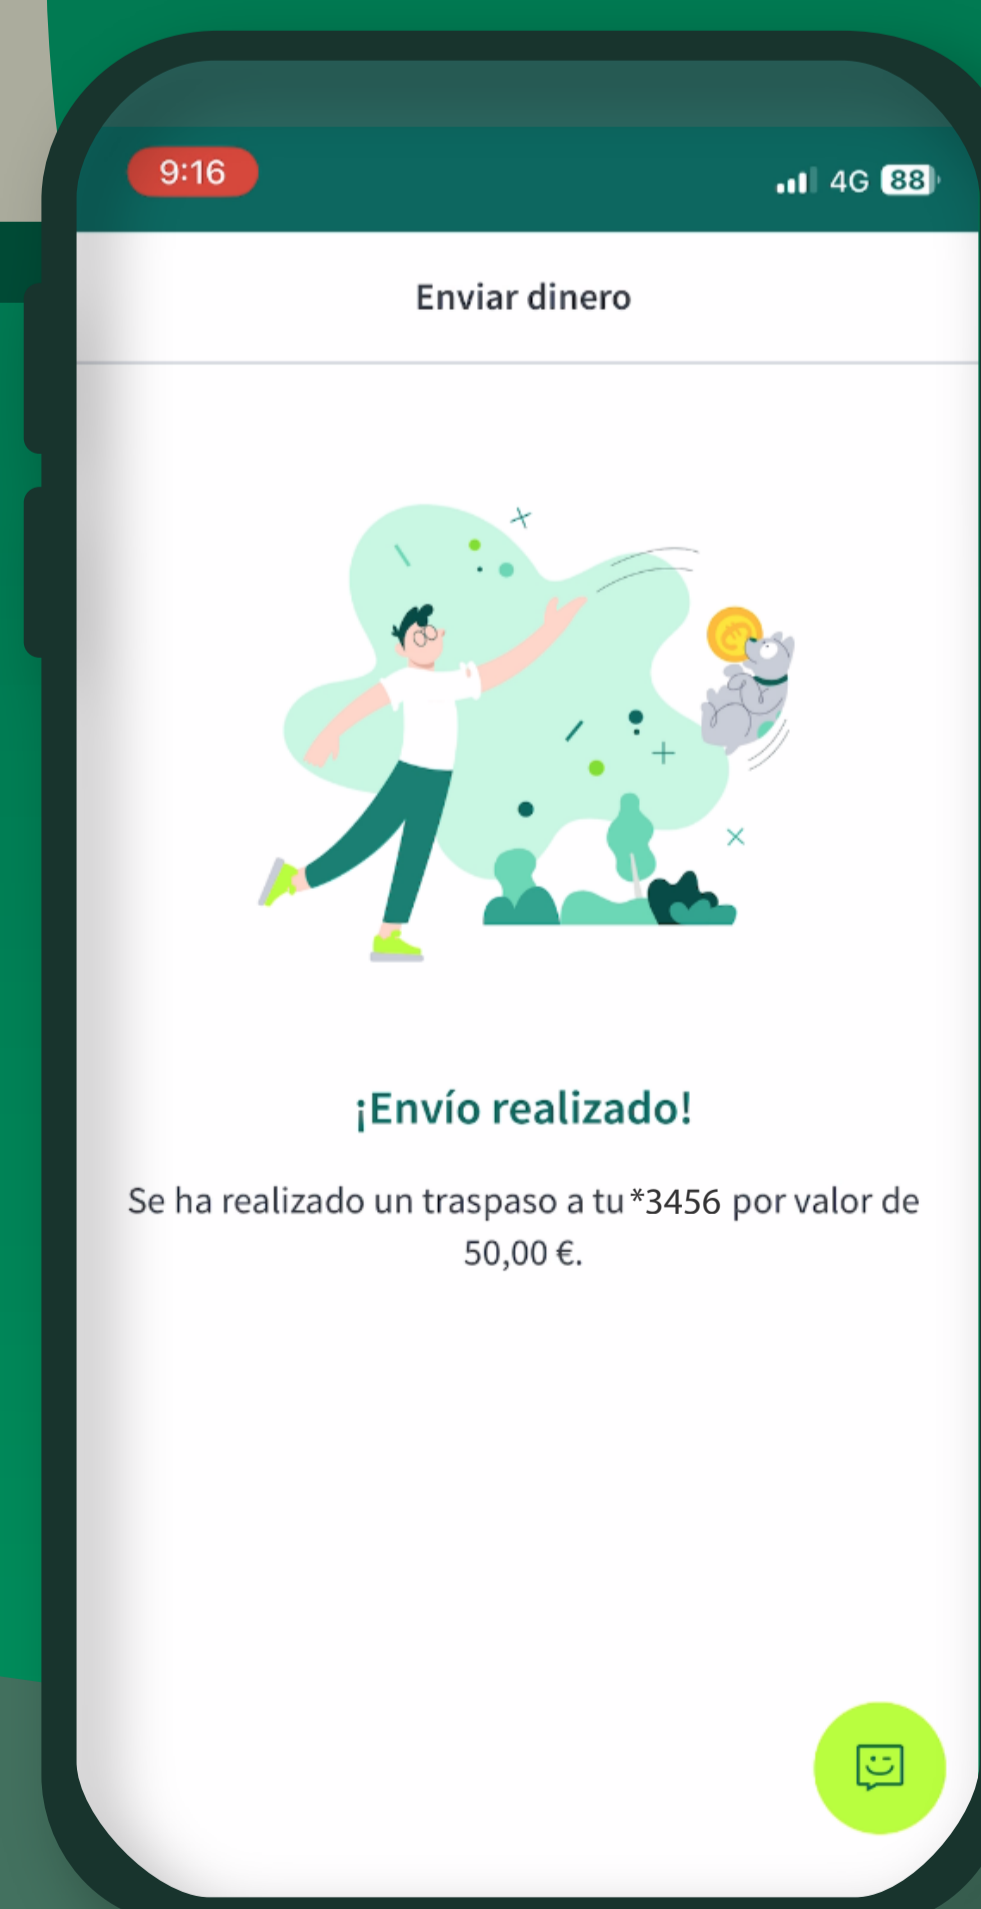 9:16
4G 88
Enviar dinero
¡Envío realizado!
Se ha realizado un traspaso a tu *3456 por valor de
50,00 €.